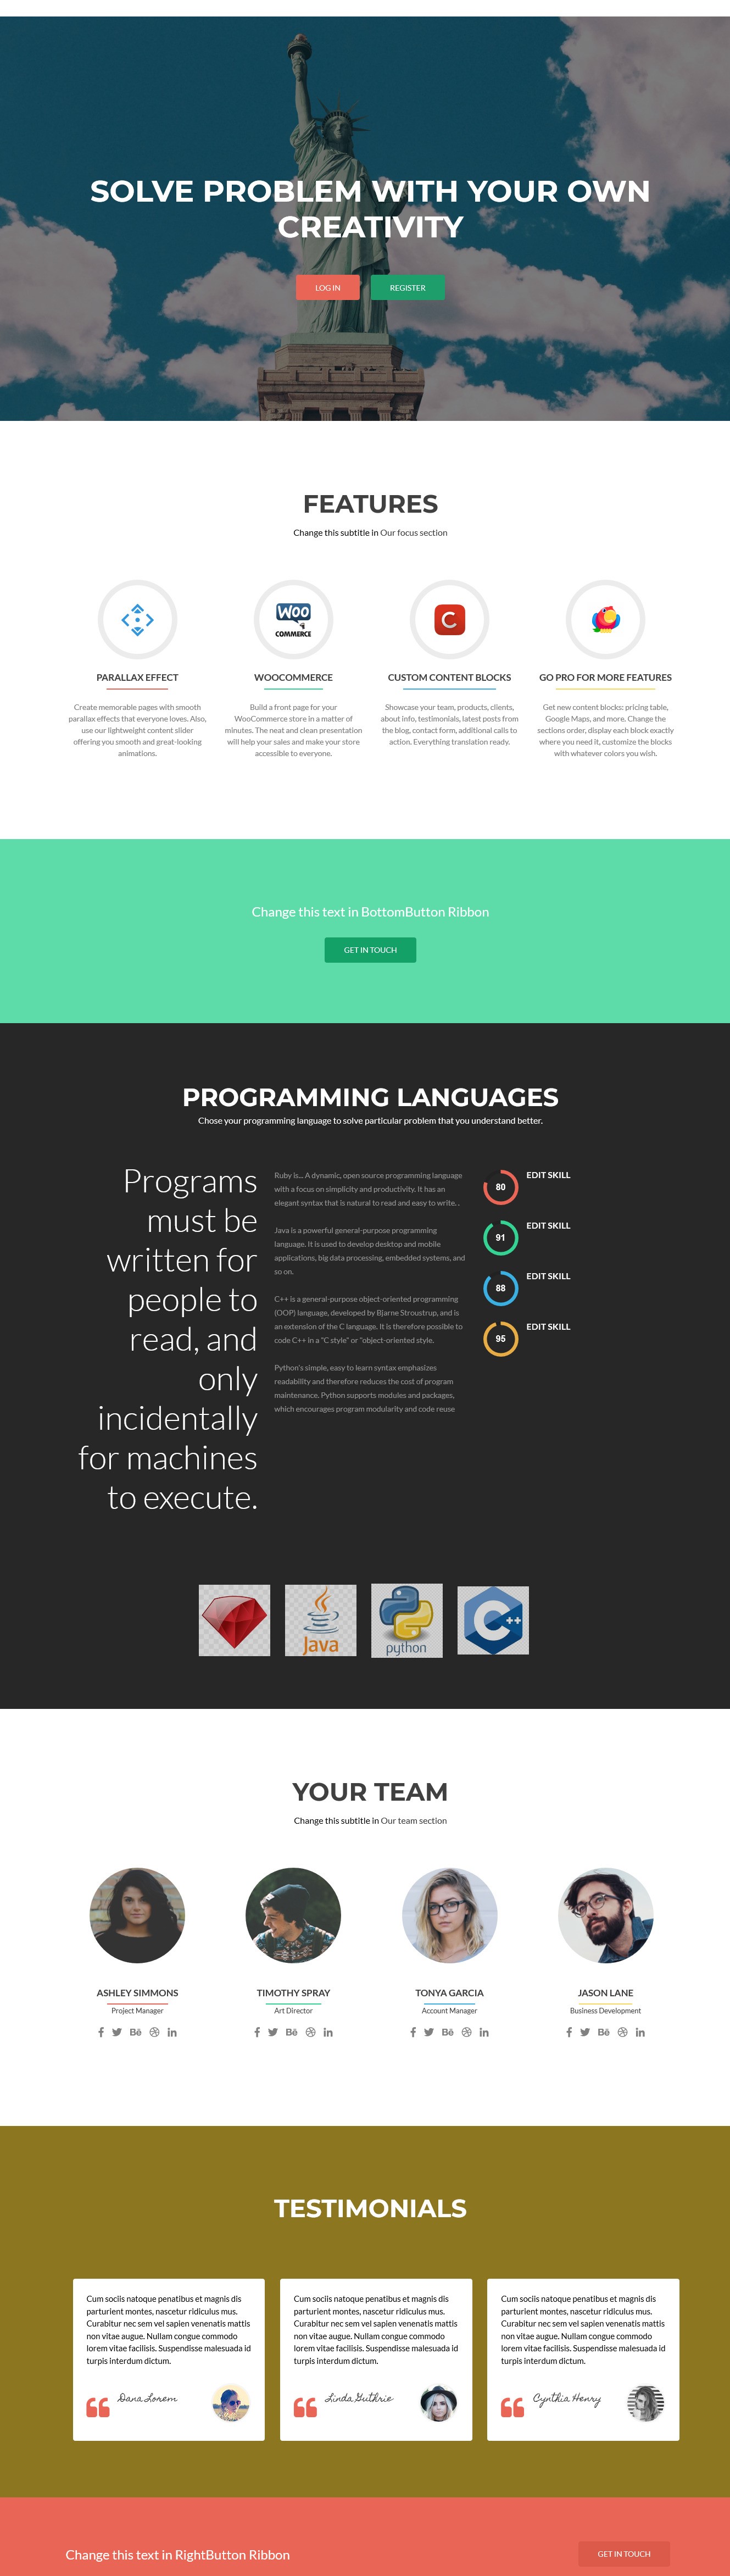 SOLVE PROBLEM WITH YOUR OWN
CREATIVITY
LOG IN
REGISTER
FEATURES
Change this subtitle in Our focus section
WOO
COMMERCE
C
PARALLAX EFFECT
Create memorable pages with smooth
parallax effects that everyone loves. Also,
use our lightweight content slider
offering you smooth and great-looking
animations.
WOOCOMMERCE
Build a front page for your
WooCommerce store in a matter of
minutes. The neat and clean presentation
will help your sales and make your store
accessible to everyone.
CUSTOM CONTENT BLOCKS
Showcase your team, products, clients,
about info, testimonials, latest posts from
the blog, contact form, additional calls to
action. Everything translation ready.
GO PRO FOR MORE FEATURES
Get new content blocks: pricing table,
Google Maps, and more. Change the
sections order, display each block exactly
where you need it, customize the blocks
with whatever colors you wish.
Change this text in BottomButton Ribbon
GET IN TOUCH
PROGRAMMING LANGUAGES
Chose your programming language to solve particular problem that you understand better.
Programs
must be
written for
people to
read, and
only
incidentally
for machines
to execute.
Ruby is... A dynamic, open source programming language
with a focus on simplicity and productivity. It has an
elegant syntax that is natural to read and easy to write. .
Java is a powerful general-purpose programming
language. It is used to develop desktop and mobile
applications, big data processing, embedded systems, and
so on.
C++ is a general-purpose object-oriented programming
(OOP) language, developed by Bjarne Stroustrup, and is
an extension of the C language. It is therefore possible to
code C++ in a "C style" or "object-oriented style.
Python's simple, easy to learn syntax emphasizes
readability and therefore reduces the cost of program
maintenance. Python supports modules and packages,
which encourages program modularity and code reuse
80
EDIT SKILL
91
EDIT SKILL
88
EDIT SKILL
95
EDIT SKILL
Java
python
C++
YOUR TEAM
Change this subtitle in Our team section
ASHLEY SIMMONS
Project Manager
TIMOTHY SPRAY
Art Director
TONYA GARCIA
Account Manager
JASON LANE
Business Development
TESTIMONIALS
Cum sociis natoque penatibus et magnis dis
parturient montes, nascetur ridiculus mus.
Curabitur nec sem vel sapien venenatis mattis
non vitae augue. Nullam congue commodo
lorem vitae facilisis. Suspendisse malesuada id
turpis interdum dictum.
Dana Lorem
Cum sociis natoque penatibus et magnis dis
parturient montes, nascetur ridiculus mus.
Curabitur nec sem vel sapien venenatis mattis
non vitae augue. Nullam congue commodo
lorem vitae facilisis. Suspendisse malesuada id
turpis interdum dictum.
Linda Guthrie
Cum sociis natoque penatibus et magnis dis
parturient montes, nascetur ridiculus mus.
Curabitur nec sem vel sapien venenatis mattis
non vitae augue. Nullam congue commodo
lorem vitae facilisis. Suspendisse malesuada id
turpis interdum dictum.
Cynthia Henry
Change this text in RightButton Ribbon
GET IN TOUCH